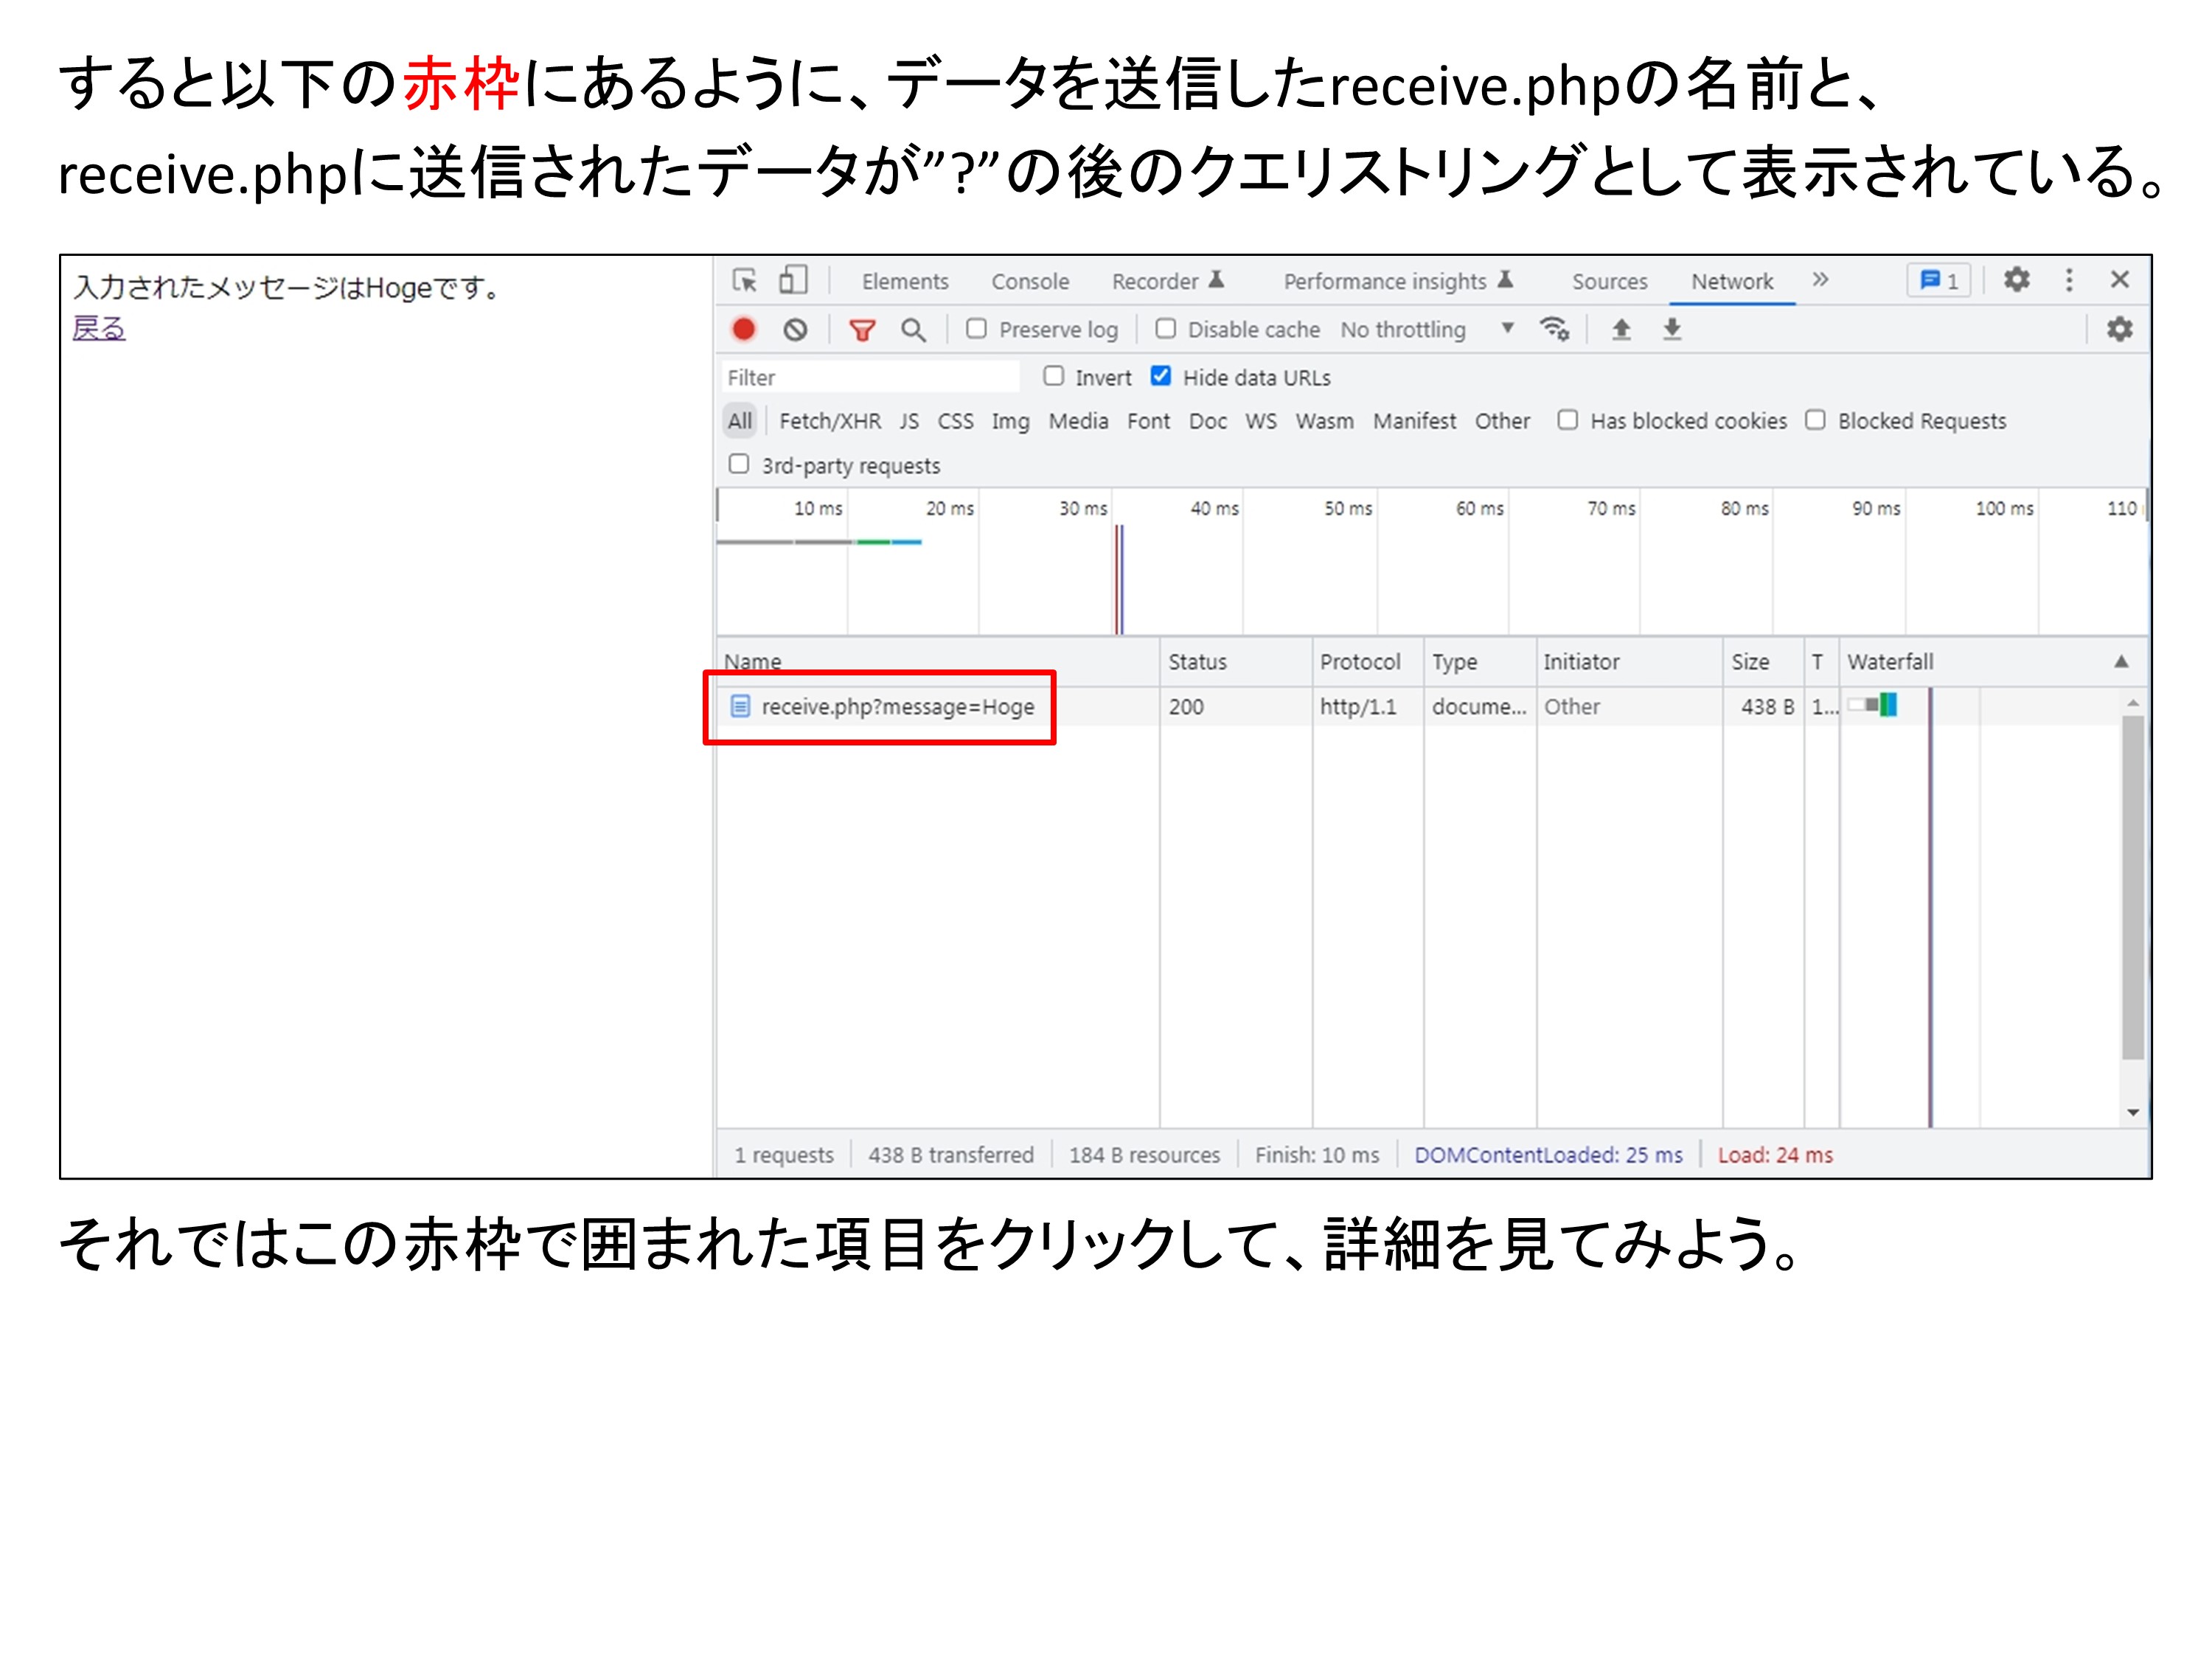 すると以下の赤枠にあるように、データを送信したreceive.phpの名前と、
receive.phpに送信されたデータが”?”の後のクエリストリングとして表示されている。
入力されたメッセージはHogeです。
戻る
Elements Console Recorder Performance insights Sources Network » 1
Preserve log Disable cache No throttling
Filter Invert Hide data URLs
All Fetch/XHR JS CSS Img Media Font Doc WS Wasm Manifest Other Has blocked cookies Blocked Requests
3rd-party requests
10 ms 20 ms 30 ms 40 ms 50 ms 60 ms 70 ms 80 ms 90 ms 100 ms 110
Name Status Protocol Type Initiator Size T Waterfall
receive.php?message=Hoge 200 http/1.1 docume... Other 438 B 1...
1 requests 438 B transferred 184 B resources Finish: 10 ms DOMContentLoaded: 25 ms Load: 24 ms
それではこの赤枠で囲まれた項目をクリックして、詳細を見てみよう。